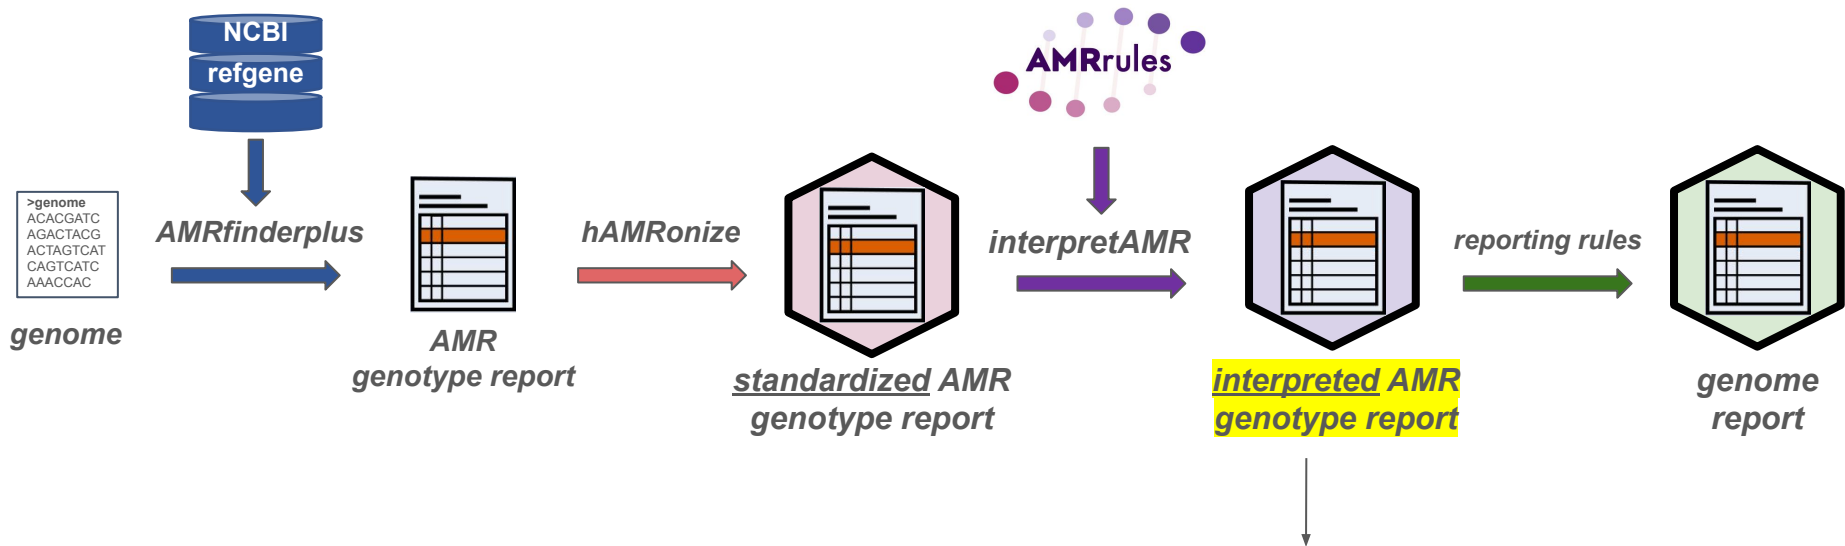 NCBI
refgene
AMRrules
>genome
ACACGATC
AGACTACG
ACTAGTCAT
CAGTCATC
AAACCAC
genome
AMRfinderplus
AMR
genotype report
hAMRonize
standardized AMR
genotype report
interpretAMR
interpreted AMR
genotype report
reporting rules
genome
report